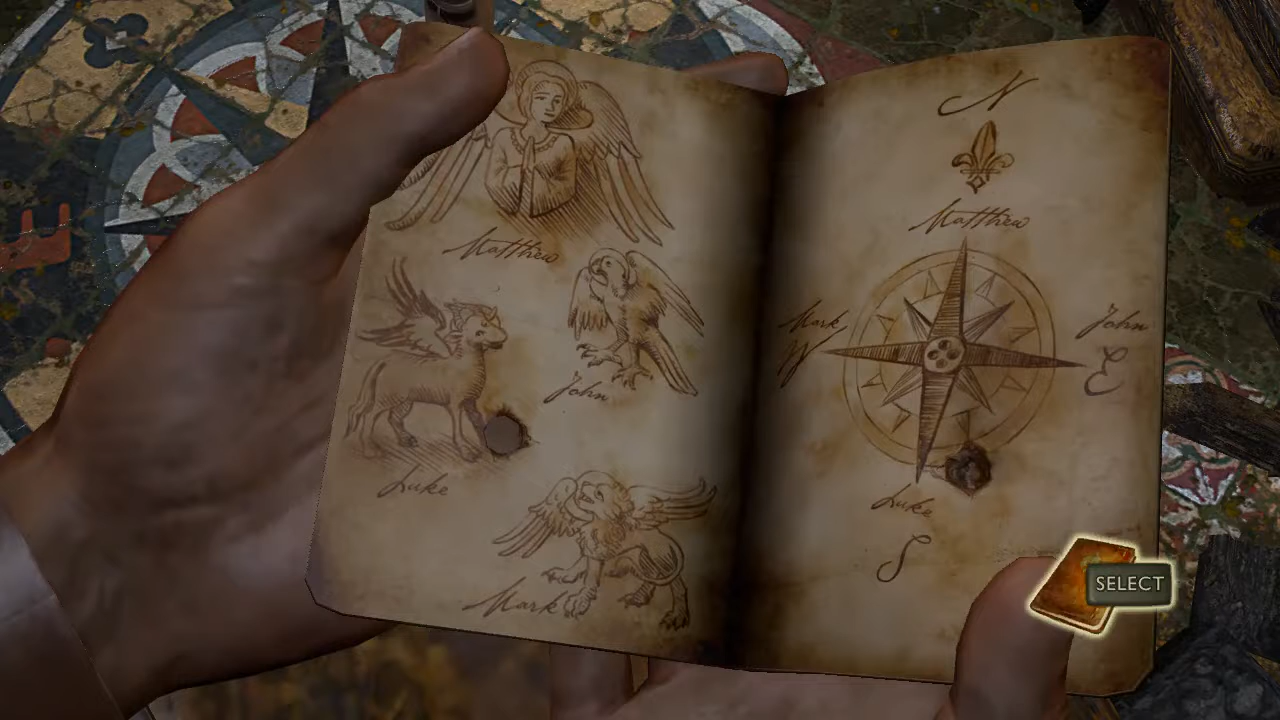 Matthew
John
Luke
Mark
N
Matthew
Mark
W
John
E
Luke
S
SELECT